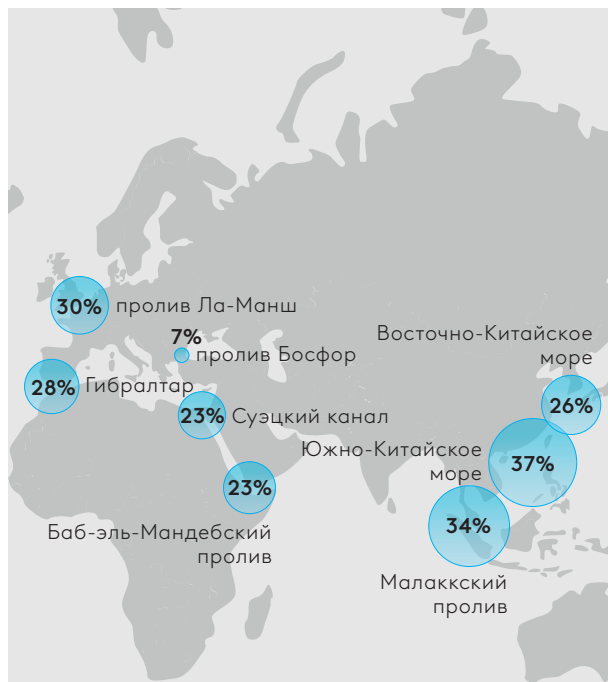 30% пролив Ла-Манш
7%
пролив Босфор
Восточно-Китайское
море
28% Гибралтар
26%
23% Суэцкий канал
Южно-Китайское
море
37%
23%
Баб-эль-Мандебский
пролив
34%
Малаккский
пролив